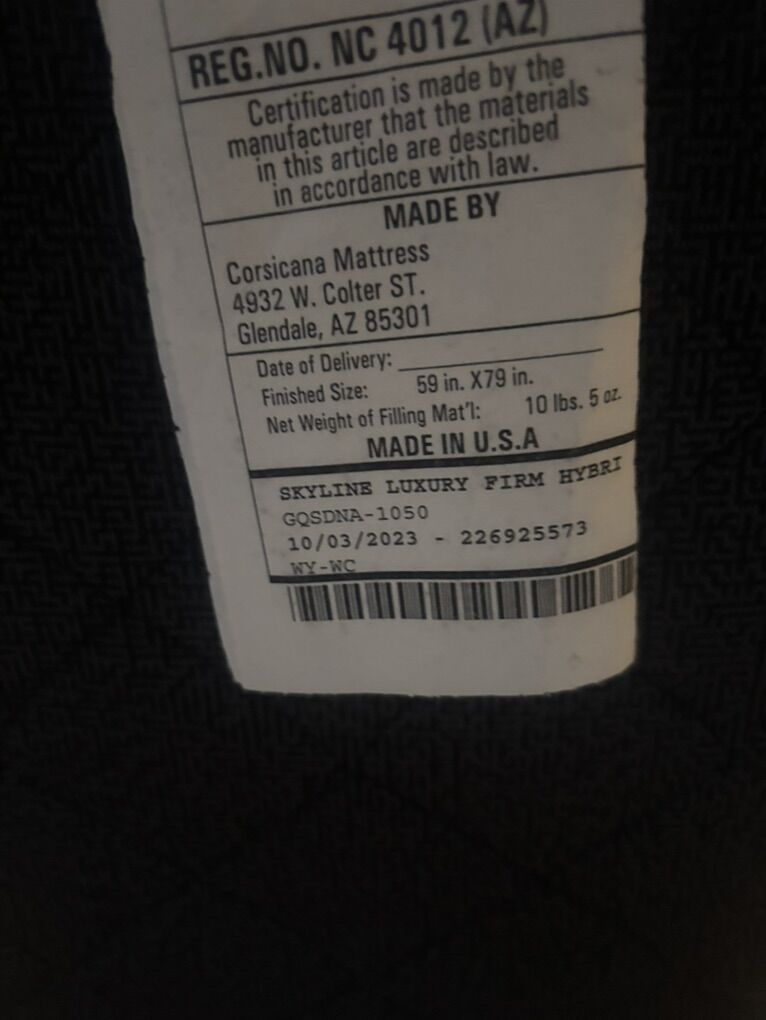 REG.NO. NC 4012 (AZ)
Certification is made by the
manufacturer that the materials
in this article are described
in accordance with law.
MADE BY
Corsicana Mattress
4932 W. Colter ST.
Glendale, AZ 85301
Date of Delivery:
Finished Size: 59 in. X79 in.
Net Weight of Filling Mat'l: 10 lbs. 5 oz.
MADE IN U.S.A
SKYLINE LUXURY FIRM HYBRI
GQSDNA-1050
10/03/2023 - 226925573
WY-WC